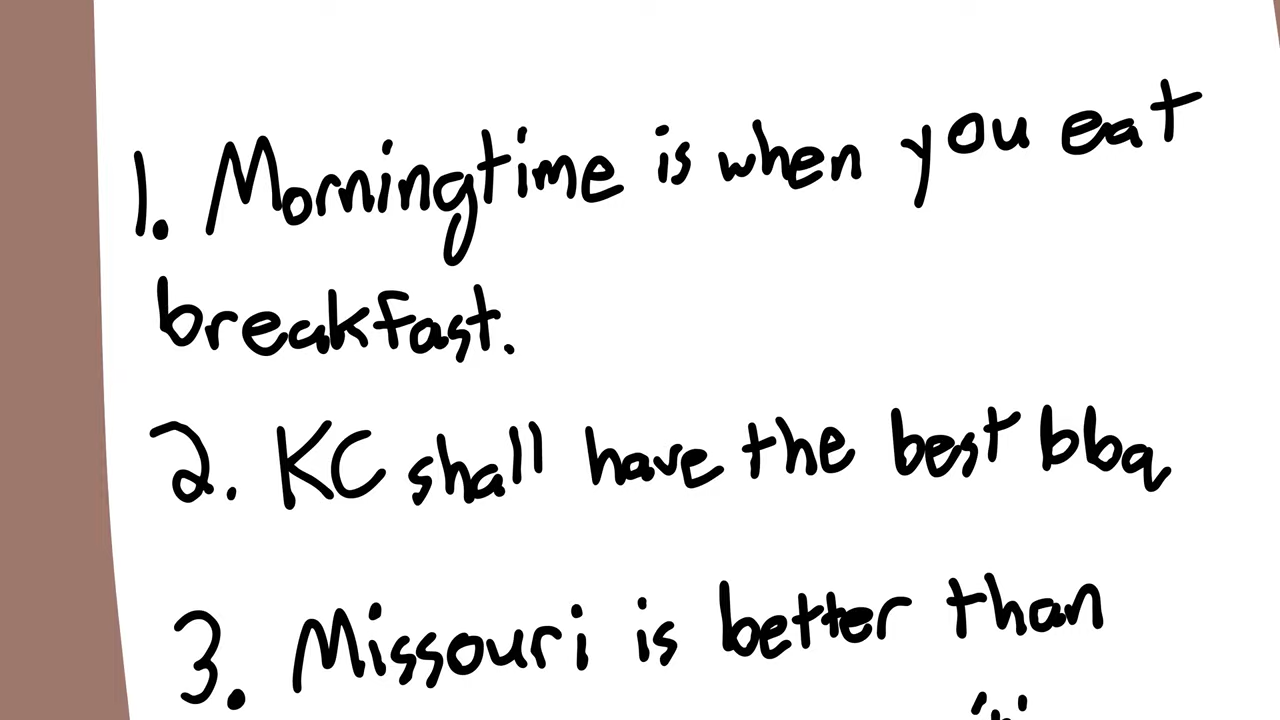 1. Morningtime is when you eat
breakfast.
2. KC shall have the best bbq
3. Missouri is better than